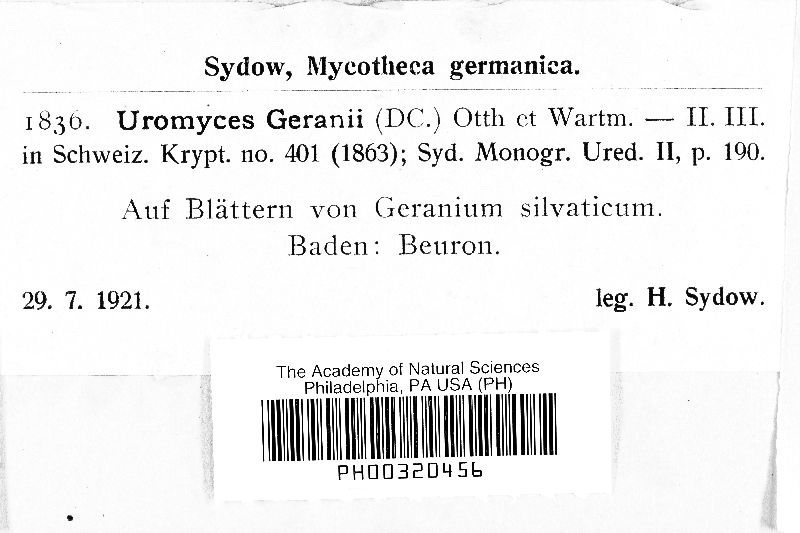 Sydow, Mycotheca germanica.
1836. Uromyces Geranii (DC.) Otth et Wartm. — II. III.
in Schweiz. Krypt. no. 401 (1863); Syd. Monogr. Ured. II, p. 190.
Auf Blättern von Geranium silvaticum.
Baden: Beuron.
29. 7. 1921. leg. H. Sydow.
The Academy of Natural Sciences
Philadelphia, PA USA (PH)
PH00320456